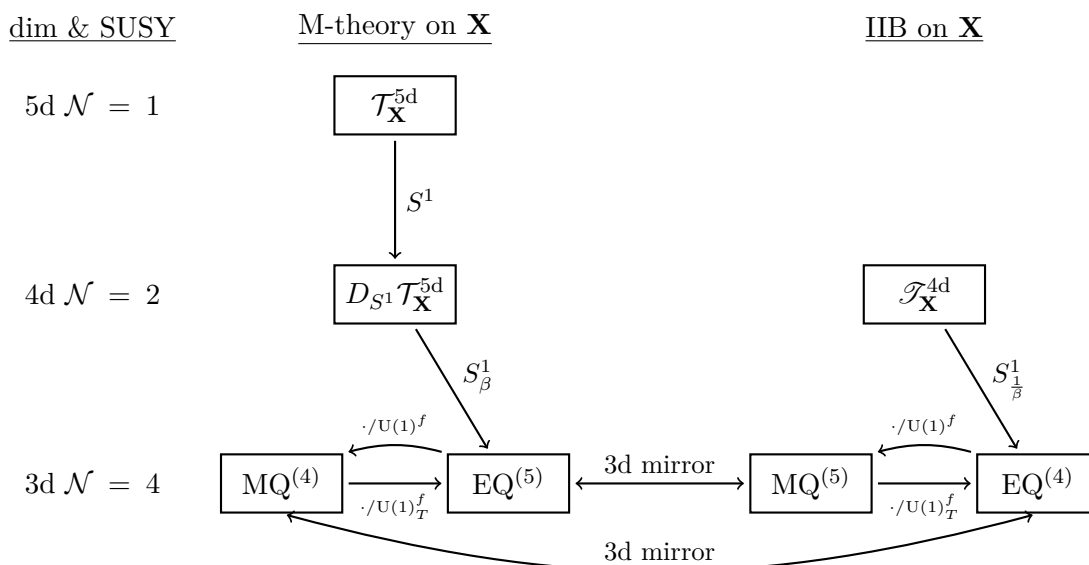 dim & SUSY M-theory on X IIB on X
5d 𝒩 = 1 𝒯_X^{5d}
S^1
4d 𝒩 = 2 D_{S^1}𝒯_X^{5d} 𝒯_X^{4d}
S^1_β S^1_{1/β}
·/U(1)^f ·/U(1)^f
3d 𝒩 = 4 MQ^{(4)} EQ^{(5)} 3d mirror MQ^{(5)} EQ^{(4)}
·/U(1)_T^f ·/U(1)_T^f
3d mirror